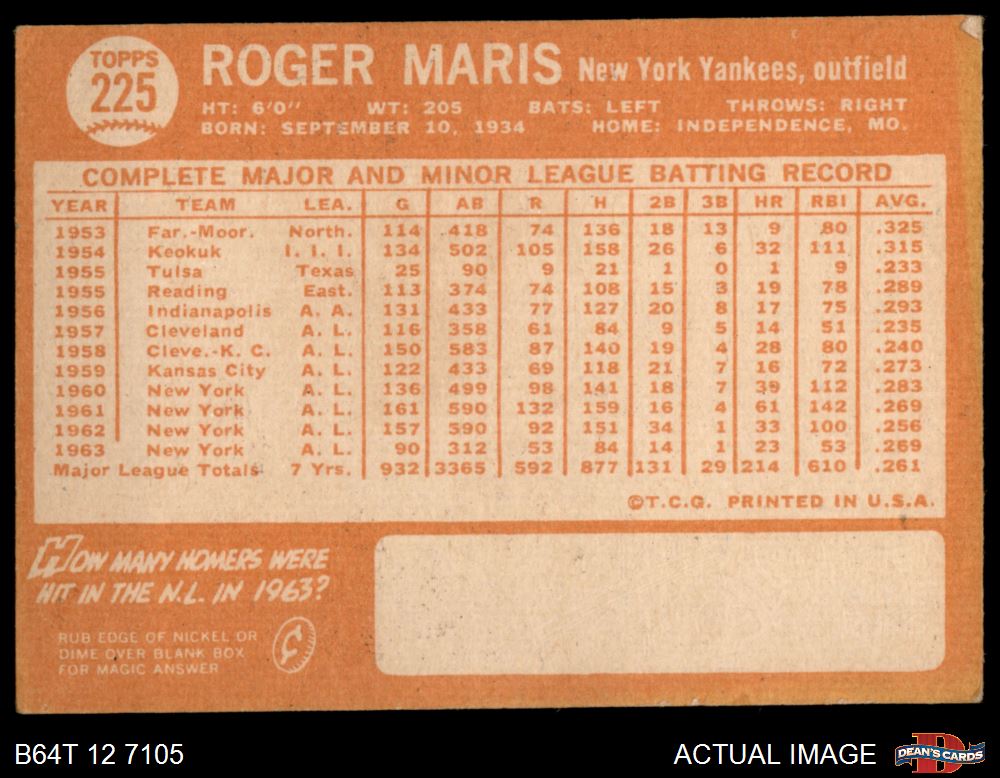 TOPPS
225
ROGER MARIS New York Yankees, outfield
HT: 6'0" WT: 205 BATS: LEFT THROWS: RIGHT
BORN: SEPTEMBER 10, 1934 HOME: INDEPENDENCE, MO.
COMPLETE MAJOR AND MINOR LEAGUE BATTING RECORD
YEAR TEAM LEA. G AB R H 2B 3B HR RBI AVG.
1953 Far.-Moor. North. 114 418 74 136 18 13 9 80 .325
1954 Keokuk I. I. I. 134 502 105 158 26 6 32 111 .315
1955 Tulsa Texas 25 90 9 21 1 0 1 9 .233
1955 Reading East. 113 374 74 108 15 3 19 78 .289
1956 Indianapolis A. A. 131 433 77 127 20 8 17 75 .293
1957 Cleveland A. L. 116 358 61 84 9 5 14 51 .235
1958 Cleve.-K. C. A. L. 150 583 87 140 19 4 28 80 .240
1959 Kansas City A. L. 122 433 69 118 21 7 16 72 .273
1960 New York A. L. 136 499 98 141 18 7 39 112 .283
1961 New York A. L. 161 590 132 159 16 4 61 142 .269
1962 New York A. L. 157 590 92 151 34 1 33 100 .256
1963 New York A. L. 90 312 53 84 14 1 23 53 .269
Major League Totals 7 Yrs. 932 3365 592 877 131 29 214 610 .261
©T.C.G. PRINTED IN U.S.A.
HOW MANY HOMERS WERE
HIT IN THE N.L. IN 1963?
RUB EDGE OF NICKEL OR
DIME OVER BLANK BOX
FOR MAGIC ANSWER
¢
B64T 12 7105
ACTUAL IMAGE
D
DEAN'S CARDS